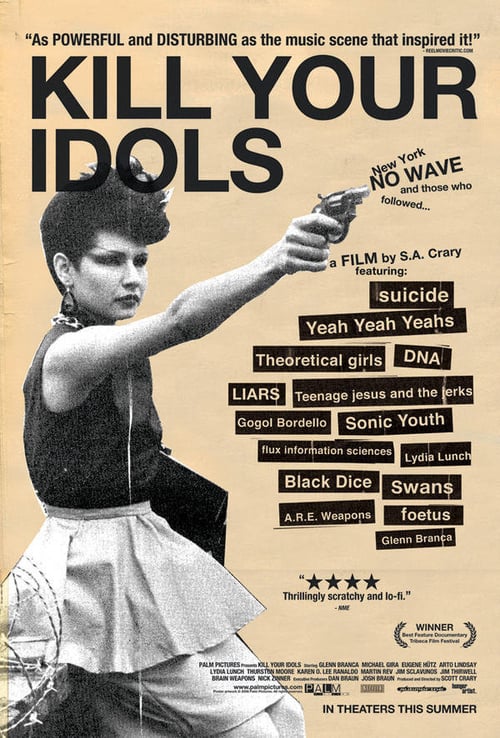 "As POWERFUL and DISTURBING as the music scene that inspired it!"
- REELMOVIECRITIC.COM
KILL YOUR
IDOLS
New York
NO WAVE
and those who
followed...
a FILM by S.A. Crary
featuring:
suicide
Yeah Yeah Yeahs
Theoretical girls
DNA
LIARS
Teenage jesus and the jerks
Gogol Bordello
Sonic Youth
flux information sciences
Lydia Lunch
Black Dice
Swans
A.R.E. Weapons
foetus
Glenn Branca
"★★★★
Thrillingly scratchy and lo-fi."
- NME
WINNER
Best Feature Documentary
Tribeca Film Festival
PALM PICTURES Presents KILL YOUR IDOLS Starring GLENN BRANCA MICHAEL GIRA EUGENE HÜTZ ARTO LINDSAY
LYDIA LUNCH THURSTON MOORE KAREN O. LEE RANALDO MARTIN REV JIM SCLAVUNOS JIM THIRLWELL
BRAIN WEAPONS NICK ZINNER Executive Producers DAN BRAUN JOSH BRAUN Produced and Directed by SCOTT CRARY
www.palmpictures.com
PALM
IN THEATERS THIS SUMMER